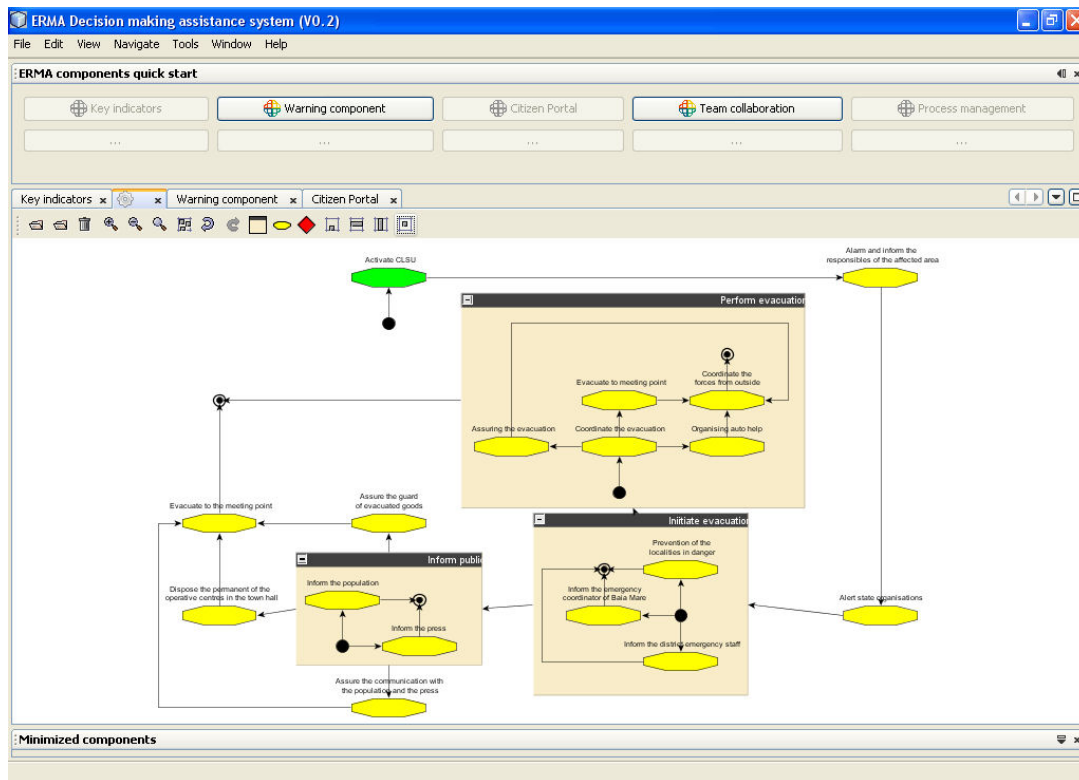 ERMA Decision making assistance system (V0.2)
File Edit View Navigate Tools Window Help
ERMA components quick start
Key indicators Warning component Citizen Portal Team collaboration Process management
... ... ... ... ...
Key indicators Warning component Citizen Portal
Activate CLSU
Alarm and inform the
responsibles of the affected area
Perform evacuation
Coordinate the
forces from outside
Evacuate to meeting point
Assuring the evacuation
Coordinate the evacuation
Organising auto help
Evacuate to the meeting point
Assure the guard
of evacuated goods
Iniitiate evacuation
Prevention of the
localities in danger
Inform public
Inform the population
Inform the emergency
coordinator of Baia Mare
Dispose the permanent of the
operative centres in the town hall
Alert state organisations
Inform the press
Inform the district emergency staff
Assure the communication with
the population and the press
Minimized components